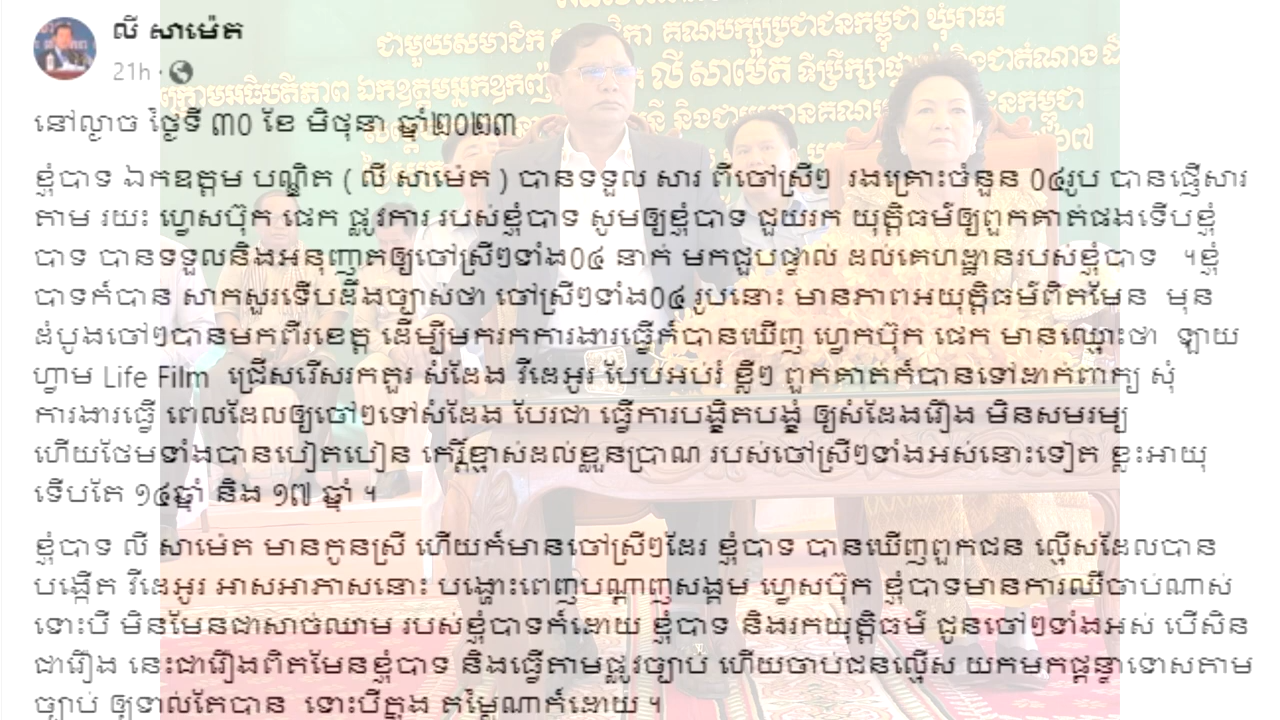 លី សាម៉េត
21h ·
នៅល្ងាច ថ្ងៃទី ៣០ ខែ មិថុនា ឆ្នាំ២០២៣
ខ្ញុំបាទ ឯកឧត្តម បណ្ឌិត ( លី សាម៉េត ) បានទទួល សារ ពីចៅស្រីៗ រងគ្រោះចំនួន 0៤រូប បានផ្ញើសារ
តាម រយះ ហ្វេសប៊ុក ផេក ផ្លូវការ របស់ខ្ញុំបាទ សូមឲ្យខ្ញុំបាទ ជួយរក យុត្តិធម៍ឲ្យពួកគាត់ផងទើបខ្ញុំ
បាទ បានទទួលនិងអនុញ្ញាតឲ្យចៅស្រីៗទាំង0៤ នាក់ មកជួបផ្ទាល់ ដល់គេហដ្ឋានរបស់ខ្ញុំបាទ ។ខ្ញុំ
បាទក៏បាន សាកសួរទើបដឹងច្បាស់ថា ចៅស្រីៗទាំង0៤ រូបនោះ មានភាពអយុត្តិធម៍ពិតមែន មុន
ដំបូងចៅៗបានមកពីរខេត្ត ដើម្បីមករកការងារធ្វើក៏បានឃើញ ហ្វេកប៊ុក ផេក មានឈ្មោះថា ឡាយ
ហ្វាម Life Film ជ្រើសរើសរកតួរ សំដែង វីដេអូរ បែបអប់រំ ខ្លីៗ ពួកគាត់ក៏បានទៅដាក់ពាក្យ សុំ
ការងារធ្វើ ពេលដែលឲ្យចៅៗទៅសំដែង បែរជា ធ្វើការបង្ខិតបង្ខំ ឲ្យសំដែងរឿង មិនសមរម្យ
ហើយថែមទាំងបានបៀតបៀន កេរ្តិ៍ខ្មាស់ដល់ខ្លួនប្រាណ របស់ចៅស្រីៗទាំងអស់នោះទៀត ខ្លះអាយុ
ទើបតែ ១៤ឆ្នាំ និង ១៧ ឆ្នាំ ។
ខ្ញុំបាទ លី សាម៉េត មានកូនស្រី ហើយក៏មានចៅស្រីៗដែរ ខ្ញុំបាទ បានឃើញពួកជន ល្មើសដែលបាន
បង្កើត វីដេអូរ អាសអាភាសនោះ បង្ហោះពេញបណ្តាញសង្គម ហ្វេសប៊ុក ខ្ញុំបាទមានការឈឺចាប់ណាស់
ទោះបី មិនមែនជាសាច់ឈាម របស់ខ្ញុំបាទក៏ដោយ ខ្ញុំបាទ និងរកយុត្តិធម៍ ជូនចៅៗទាំងអស់ បើសិន
ជារឿង នេះជារឿងពិតមែនខ្ញុំបាទ និងធ្វើតាមផ្លូវច្បាប់ ហើយចាប់ជនល្មើស យកមកផ្តន្ទាទោសតាម
ច្បាប់ ឲ្យទាល់តែបាន ទោះបីក្នុង តម្លៃណាក៏ដោយ ។